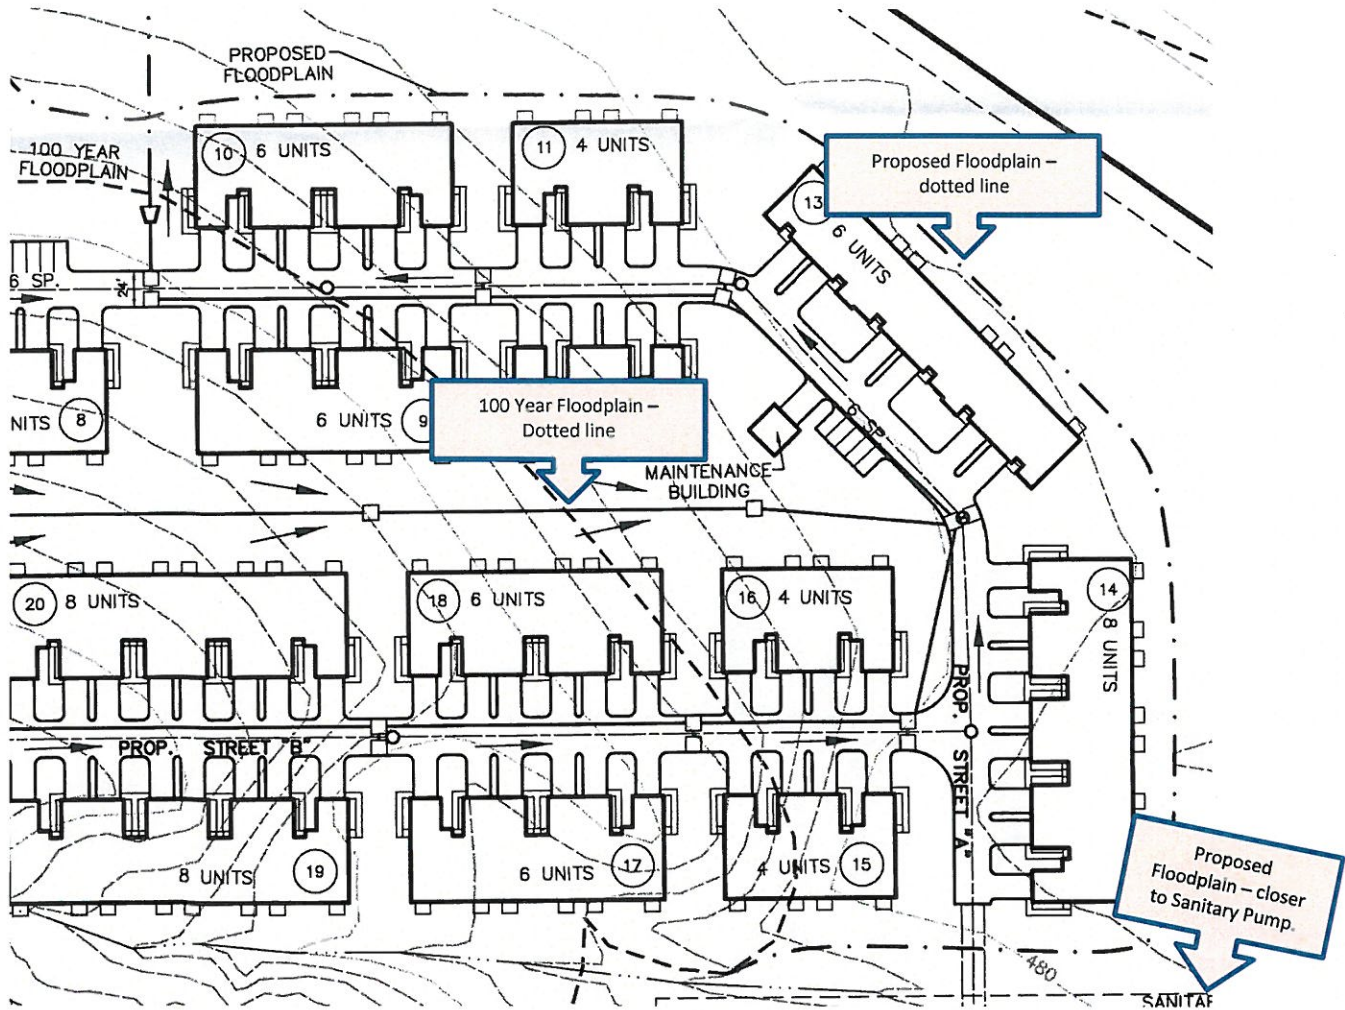 PROPOSED
FLOODPLAIN
100 YEAR
FLOODPLAIN
10 6 UNITS
11 4 UNITS
Proposed Floodplain –
dotted line
13
6 UNITS
6 SP.
24'
NITS 8
6 UNITS 9
100 Year Floodplain –
Dotted line
6 SP.
MAINTENANCE
BUILDING
20 8 UNITS
18 6 UNITS
16 4 UNITS
14
8 UNITS
PROP. STREET "B"
PROP. STREET "A"
8 UNITS 19
6 UNITS 17
4 UNITS 15
Proposed
Floodplain – closer
to Sanitary Pump.
480
SANITAR